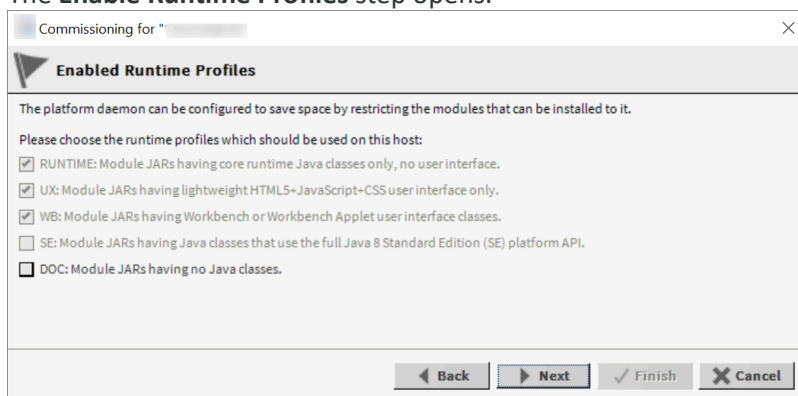 The Enable Runtime Profiles step opens.
Commissioning for "
Enabled Runtime Profiles
The platform daemon can be configured to save space by restricting the modules that can be installed to it.
Please choose the runtime profiles which should be used on this host:
RUNTIME: Module JARs having core runtime Java classes only, no user interface.
UX: Module JARs having lightweight HTML5+JavaScript+CSS user interface only.
WB: Module JARs having Workbench or Workbench Applet user interface classes.
SE: Module JARs having Java classes that use the full Java 8 Standard Edition (SE) platform API.
DOC: Module JARs having no Java classes.
Back Next Finish Cancel